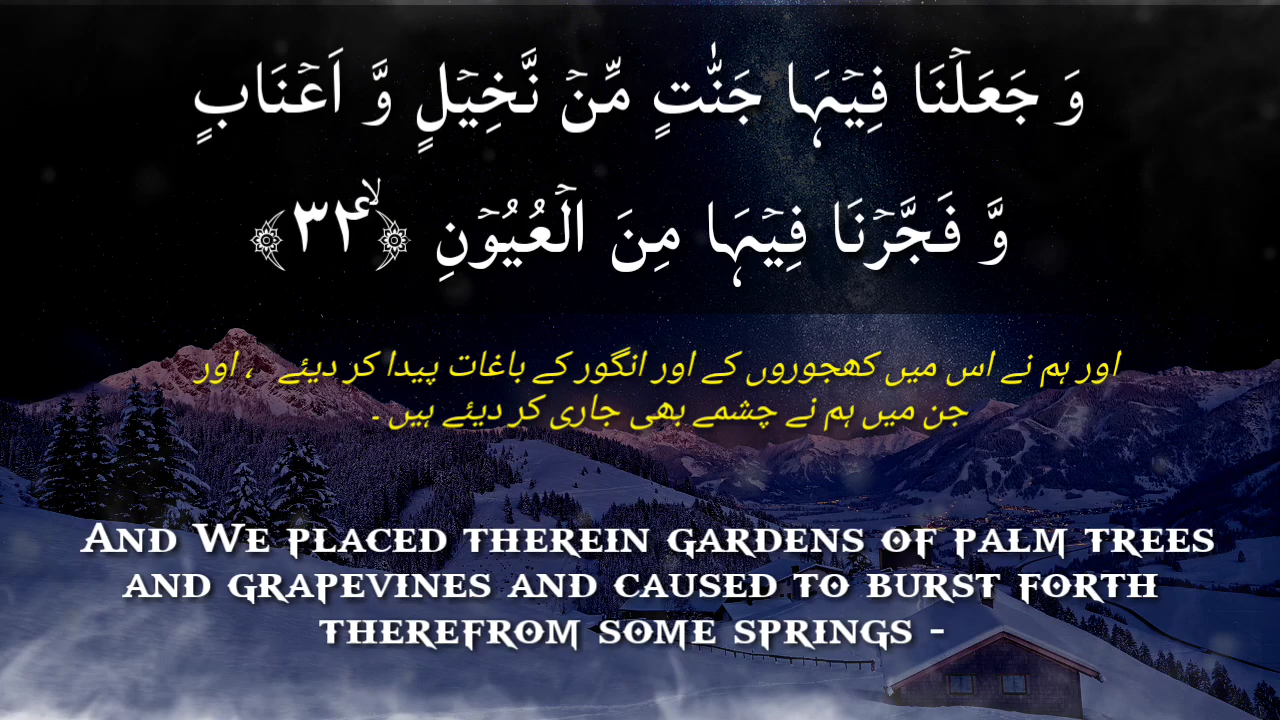 وَ جَعَلۡنَا فِیۡہَا جَنّٰتٍ مِّنۡ نَّخِیۡلٍ وَّ اَعۡنَابٍ
وَّ فَجَّرۡنَا فِیۡہَا مِنَ الۡعُیُوۡنِ ﴿ۙ۳۴﴾
اور ہم نے اس میں کھجوروں کے اور انگور کے باغات پیدا کر دیئے ، اور
جن میں ہم نے چشمے بھی جاری کر دیئے ہیں ۔
And We placed therein gardens of palm trees
and grapevines and caused to burst forth
therefrom some springs -